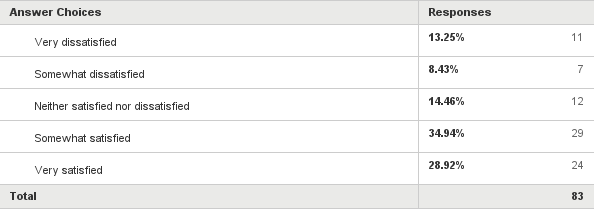 Answer Choices Responses
Very dissatisfied 13.25% 11
Somewhat dissatisfied 8.43% 7
Neither satisfied nor dissatisfied 14.46% 12
Somewhat satisfied 34.94% 29
Very satisfied 28.92% 24
Total 83